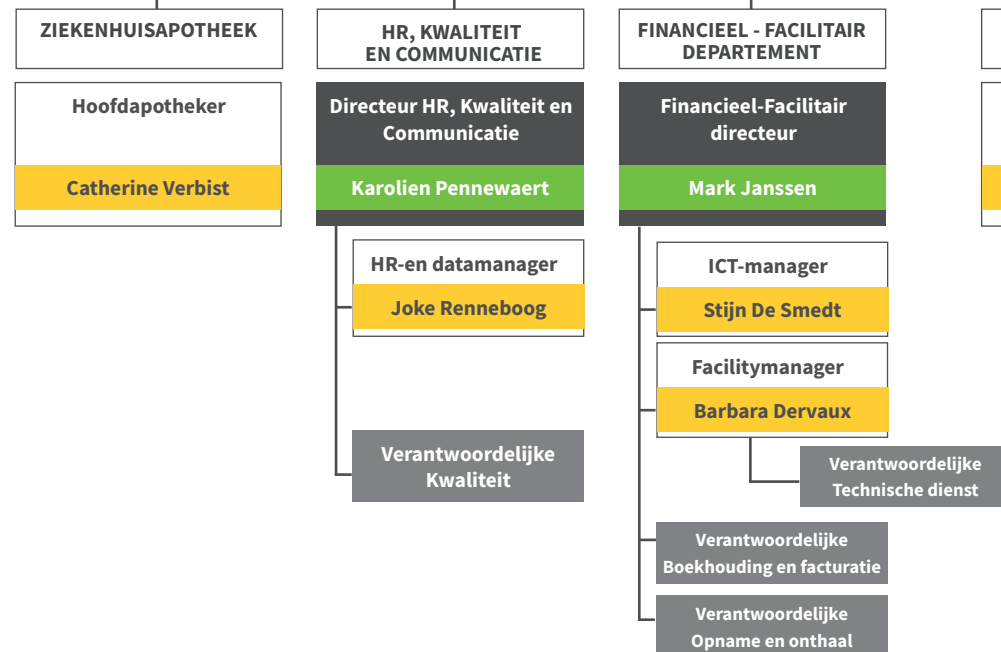 ZIEKENHUISAPOTHEEK
Hoofdapotheker
Catherine Verbist
HR, KWALITEIT
EN COMMUNICATIE
Directeur HR, Kwaliteit en
Communicatie
Karolien Pennewaert
HR-en datamanager
Joke Renneboog
Verantwoordelijke
Kwaliteit
FINANCIEEL - FACILITAIR
DEPARTEMENT
Financieel-Facilitair
directeur
Mark Janssen
ICT-manager
Stijn De Smedt
Facilitymanager
Barbara Dervaux
Verantwoordelijke
Technische dienst
Verantwoordelijke
Boekhouding en facturatie
Verantwoordelijke
Opname en onthaal